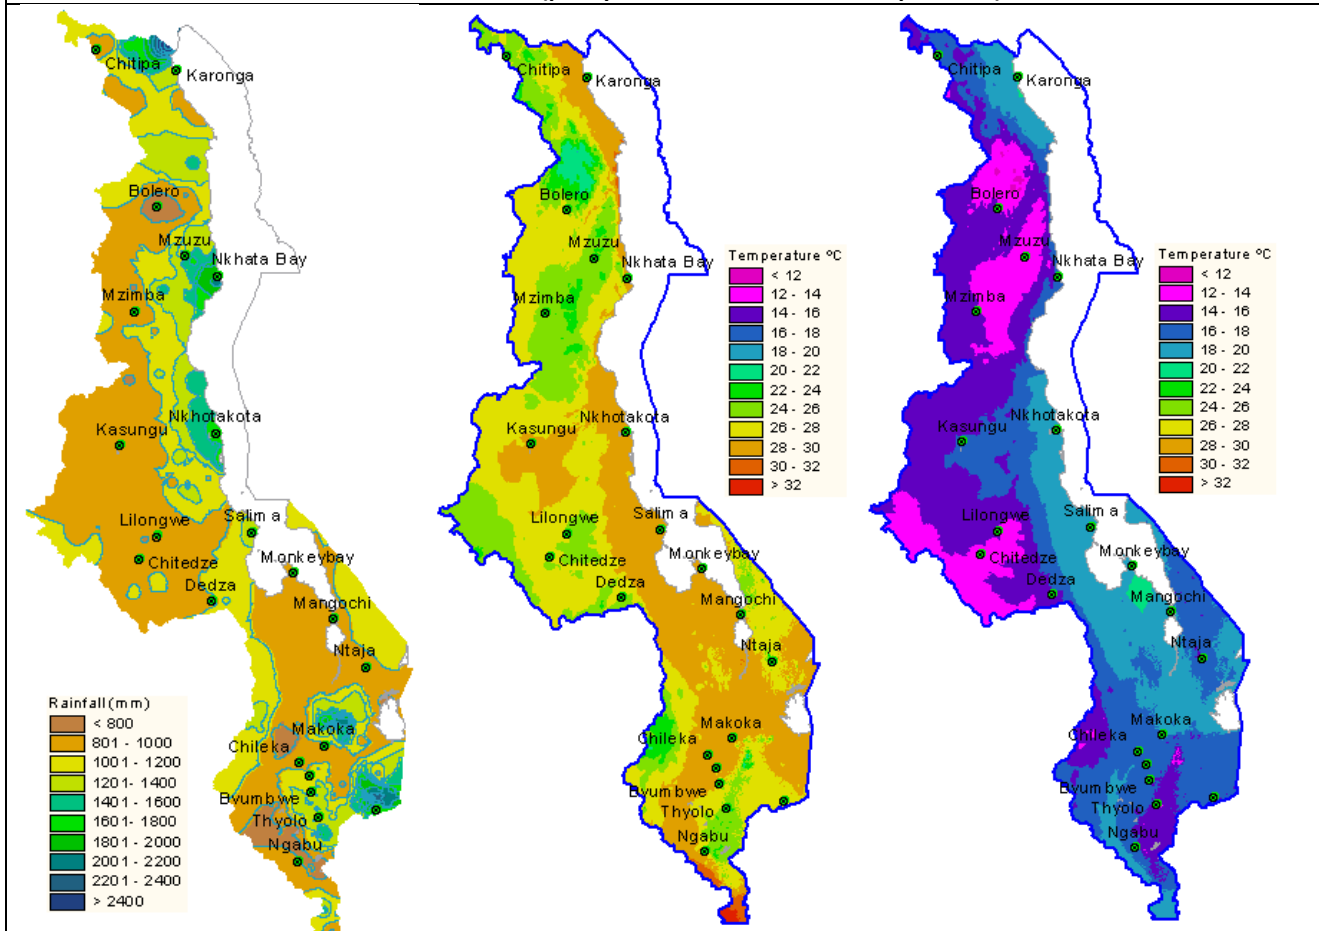 Chitipa
Karonga
Bolero
Mzuzu
Nkhata Bay
Mzimba
Nkhotakota
Kasungu
Lilongwe
Salima
Chitedze
Monkeybay
Dedza
Mangochi
Ntaja
Makoka
Chileka
Bvumbwe
Thyolo
Ngabu
Rainfall(mm)
< 800
801 - 1000
1001 - 1200
1201- 1400
1401 - 1600
1601- 1800
1801 - 2000
2001 - 2200
2201 - 2400
> 2400
Chitipa
Karonga
Bolero
Mzuzu
Nkhata Bay
Mzimba
Nkhotakota
Kasungu
Lilongwe
Salima
Chitedze
Monkeybay
Dedza
Mangochi
Ntaja
Makoka
Chileka
Bvumbwe
Thyolo
Ngabu
Temperature ºC
< 12
12 - 14
14 - 16
16 - 18
18 - 20
20 - 22
22 - 24
24 - 26
26 - 28
28 - 30
30 - 32
> 32
Chitipa
Karonga
Bolero
Mzuzu
Nkhata Bay
Mzimba
Nkhotakota
Kasungu
Lilongwe
Salima
Chitedze
Monkeybay
Dedza
Mangochi
Ntaja
Makoka
Chileka
Bvumbwe
Thyolo
Ngabu
Temperature ºC
< 12
12 - 14
14 - 16
16 - 18
18 - 20
20 - 22
22 - 24
24 - 26
26 - 28
28 - 30
30 - 32
> 32